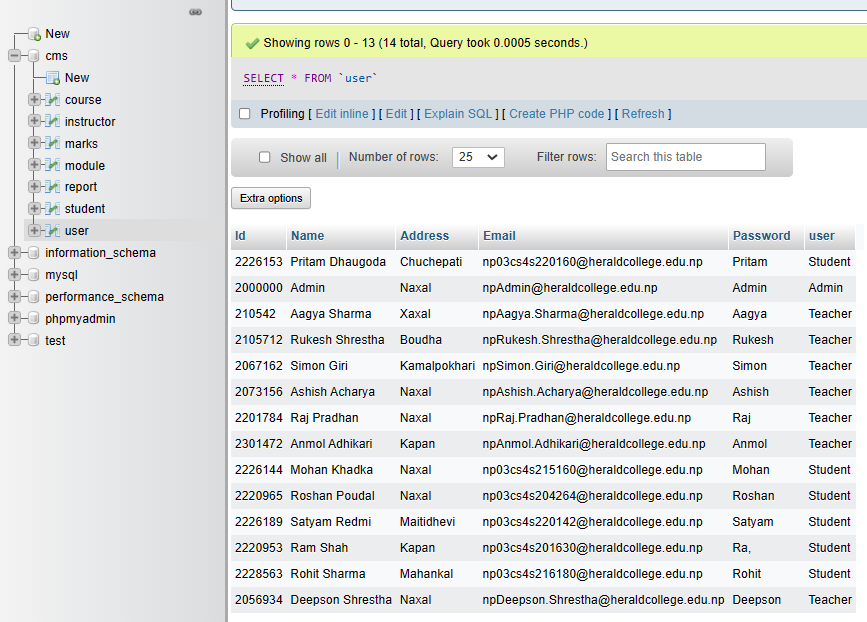 New
cms
New
course
instructor
marks
module
report
student
user
information_schema
mysql
performance_schema
phpmyadmin
test
Showing rows 0 - 13 (14 total, Query took 0.0005 seconds.)
SELECT * FROM `user`
Profiling [ Edit inline ] [ Edit ] [ Explain SQL ] [ Create PHP code ] [ Refresh ]
Show all Number of rows: 25 Filter rows: Search this table
Extra options
Id Name Address Email Password user
2226153 Pritam Dhaugoda Chuchepati np03cs4s220160@heraldcollege.edu.np Pritam Student
2000000 Admin Naxal npAdmin@heraldcollege.edu.np Admin Admin
210542 Aagya Sharma Xaxal npAagya.Sharma@heraldcollege.edu.np Aagya Teacher
2105712 Rukesh Shrestha Boudha npRukesh.Shrestha@heraldcollege.edu.np Rukesh Teacher
2067162 Simon Giri Kamalpokhari npSimon.Giri@heraldcollege.edu.np Simon Teacher
2073156 Ashish Acharya Naxal npAshish.Acharya@heraldcollege.edu.np Ashish Teacher
2201784 Raj Pradhan Naxal npRaj.Pradhan@heraldcollege.edu.np Raj Teacher
2301472 Anmol Adhikari Kapan npAnmol.Adhikari@heraldcollege.edu.np Anmol Teacher
2226144 Mohan Khadka Naxal np03cs4s215160@heraldcollege.edu.np Mohan Student
2220965 Roshan Poudal Naxal np03cs4s204264@heraldcollege.edu.np Roshan Student
2226189 Satyam Redmi Maitidhevi np03cs4s220142@heraldcollege.edu.np Satyam Student
2220953 Ram Shah Kapan np03cs4s201630@heraldcollege.edu.np Ra, Student
2228563 Rohit Sharma Mahankal np03cs4s216180@heraldcollege.edu.np Rohit Student
2056934 Deepson Shrestha Naxal npDeepson.Shrestha@heraldcollege.edu.np Deepson Teacher